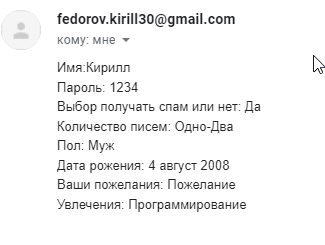 fedorov.kirill30@gmail.com
кому: мне
Имя:Кирилл
Пароль: 1234
Выбор получать спам или нет: Да
Количество писем: Одно-Два
Пол: Муж
Дата рожения: 4 август 2008
Ваши пожелания: Пожелание
Увлечения: Программирование